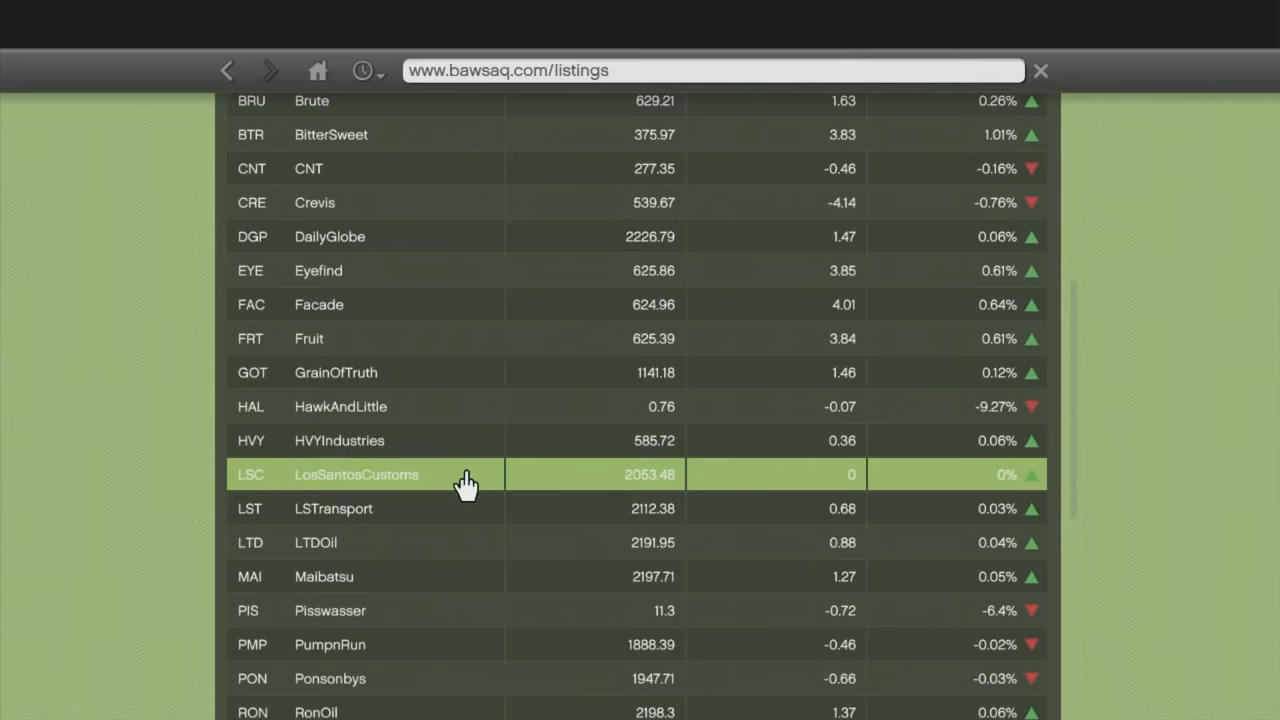 www.bawsaq.com/listings
BRU Brute 629.21 1.63 0.26%
BTR BitterSweet 375.97 3.83 1.01%
CNT CNT 277.35 -0.46 -0.16%
CRE Crevis 539.67 -4.14 -0.76%
DGP DailyGlobe 2226.79 1.47 0.06%
EYE Eyefind 625.86 3.85 0.61%
FAC Facade 624.96 4.01 0.64%
FRT Fruit 625.39 3.84 0.61%
GOT GrainOfTruth 1141.18 1.46 0.12%
HAL HawkAndLittle 0.76 -0.07 -9.27%
HVY HVYIndustries 585.72 0.36 0.06%
LSC LosSantosCustoms 2053.48 0 0%
LST LSTransport 2112.38 0.68 0.03%
LTD LTDOil 2191.95 0.88 0.04%
MAI Maibatsu 2197.71 1.27 0.05%
PIS Pisswasser 11.3 -0.72 -6.4%
PMP PumpnRun 1888.39 -0.46 -0.02%
PON Ponsonbys 1947.71 -0.66 -0.03%
RON RonOil 2198.3 1.37 0.06%